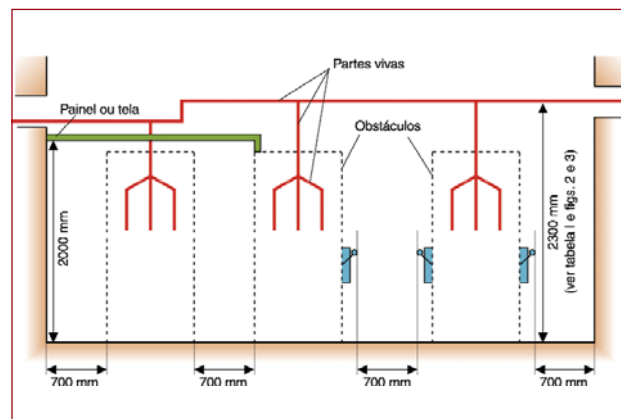 Partes vivas
Painel ou tela
Obstáculos
2000 mm
2300 mm
(ver tabela I e figs. 2 e 3)
700 mm
700 mm
700 mm
700 mm